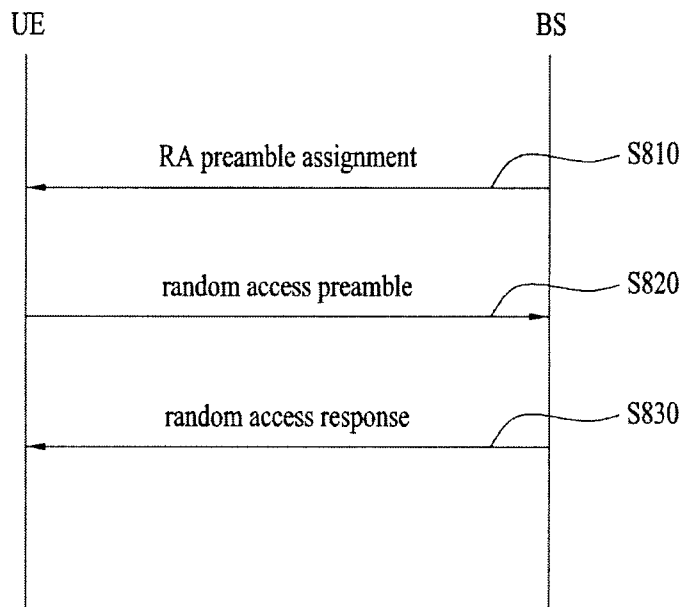 UE
BS
RA preamble assignment
S810
random access preamble
S820
random access response
S830